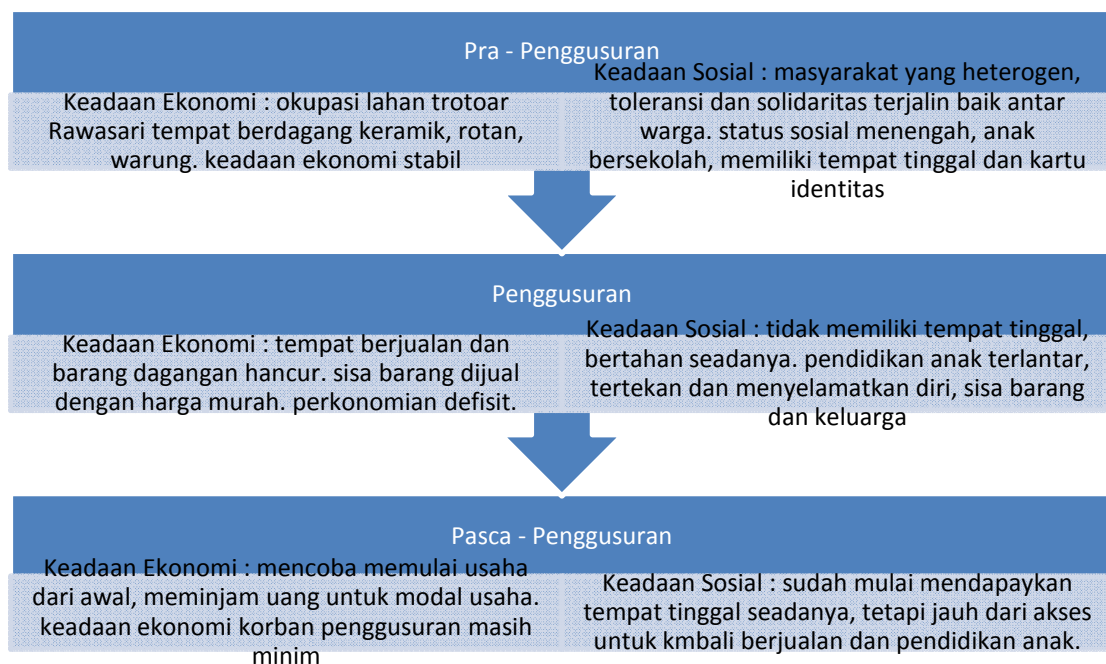 Pra - Penggusuran
Keadaan Ekonomi : okupasi lahan trotoar
Rawasari tempat berdagang keramik, rotan,
warung. keadaan ekonomi stabil
Keadaan Sosial : masyarakat yang heterogen,
toleransi dan solidaritas terjalin baik antar
warga. status sosial menengah, anak
bersekolah, memiliki tempat tinggal dan kartu
identitas
Penggusuran
Keadaan Ekonomi : tempat berjualan dan
barang dagangan hancur. sisa barang dijual
dengan harga murah. perkonomian defisit.
Keadaan Sosial : tidak memiliki tempat tinggal,
bertahan seadanya. pendidikan anak terlantar,
tertekan dan menyelamatkan diri, sisa barang
dan keluarga
Pasca - Penggusuran
Keadaan Ekonomi : mencoba memulai usaha
dari awal, meminjam uang untuk modal usaha.
keadaan ekonomi korban penggusuran masih
minim
Keadaan Sosial : sudah mulai mendapaykan
tempat tinggal seadanya, tetapi jauh dari akses
untuk kmbali berjualan dan pendidikan anak.